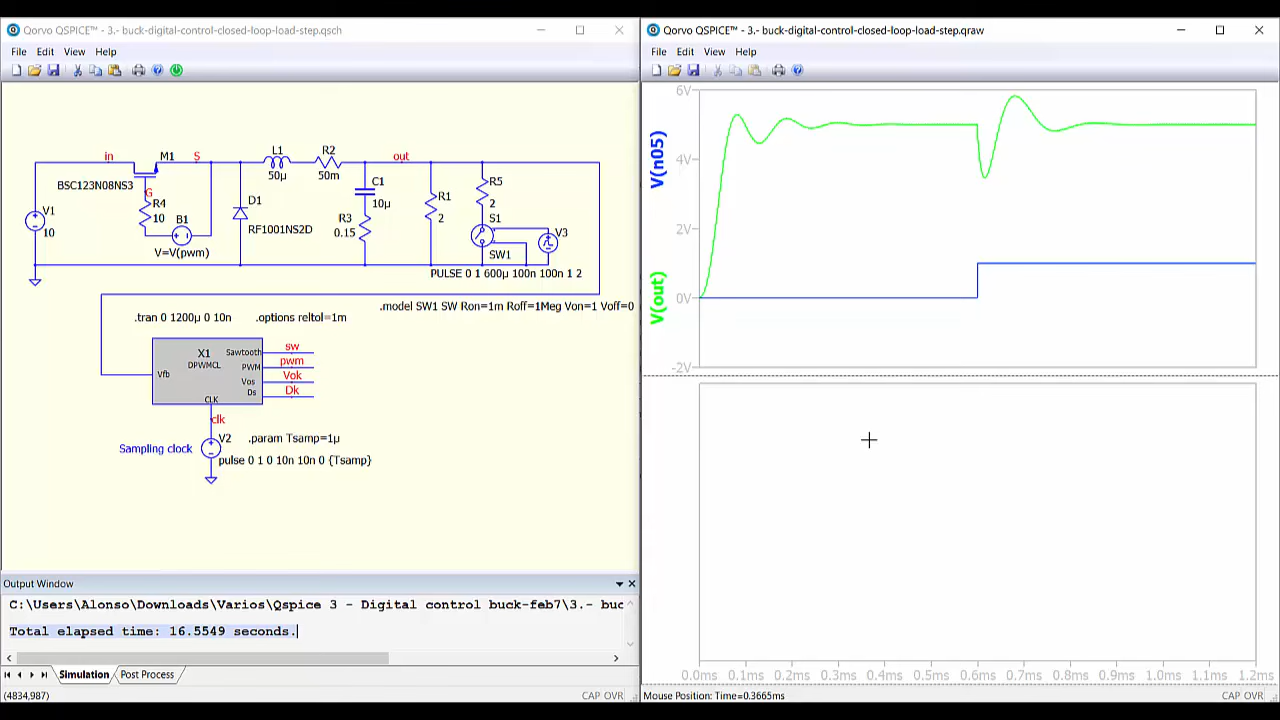 Qorvo QSPICE™ - 3.- buck-digital-control-closed-loop-load-step.qsch
File Edit View Help
in
M1
S
BSC123N08NS3
G
R4
10
B1
V=V(pwm)
V1
10
D1
RF1001NS2D
L1
50µ
R2
50m
out
C1
10µ
R3
0.15
R1
2
R5
2
S1
SW1
V3
PULSE 0 1 600µ 100n 100n 1 2
.model SW1 SW Ron=1m Roff=1Meg Von=1 Voff=0
.tran 0 1200µ 0 10n
.options reltol=1m
X1
DPWMCL
Vfb
Sawtooth
PWM
Vos
Ds
CLK
sw
pwm
Vok
Dk
clk
Sampling clock
V2
.param Tsamp=1µ
pulse 0 1 0 10n 10n 0 {Tsamp}
Output Window
C:\Users\Alonso\Downloads\Varios\Qspice 3 - Digital control buck-feb7\3.- buc
Total elapsed time: 16.5549 seconds.
Simulation Post Process
(4834,987)
CAP OVR
Qorvo QSPICE™ - 3.- buck-digital-control-closed-loop-load-step.qraw
File Edit View Help
V(n05)
V(out)
6V
4V
2V
0V
-2V
0.0ms 0.1ms 0.2ms 0.3ms 0.4ms 0.5ms 0.6ms 0.7ms 0.8ms 0.9ms 1.0ms 1.1ms 1.2ms
Mouse Position: Time=0.3665ms
CAP OVR